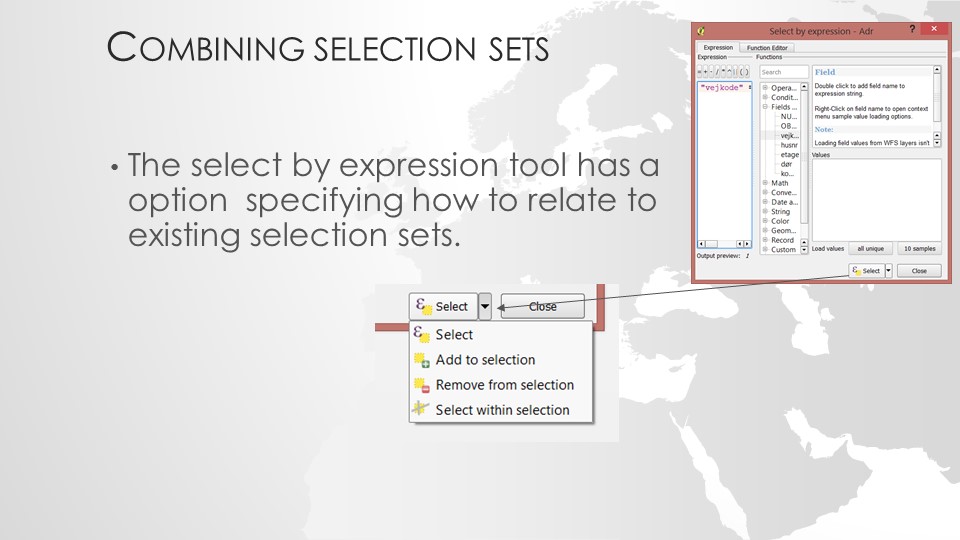 COMBINING SELECTION SETS
• The select by expression tool has a
option  specifying how to relate to
existing selection sets.
Select by expression - Adr
Expression
Function Editor
Expression
Functions
= + - / * ^ || ( )
Search
"vejkode"
Opera...
Condit...
Fields ...
NU...
OB...
vejk...
husnr
etage
dør
ko...
Math
Conve...
Date a...
String
Color
Geom...
Record
Custom
Field
Double click to add field name to
expression string.
Right-Click on field name to open context
menu sample value loading options.
Note:
Loading field values from WFS layers isn't
Values
Load values
all unique
10 samples
Output preview:
Select
Close
Select
Close
Select
Add to selection
Remove from selection
Select within selection